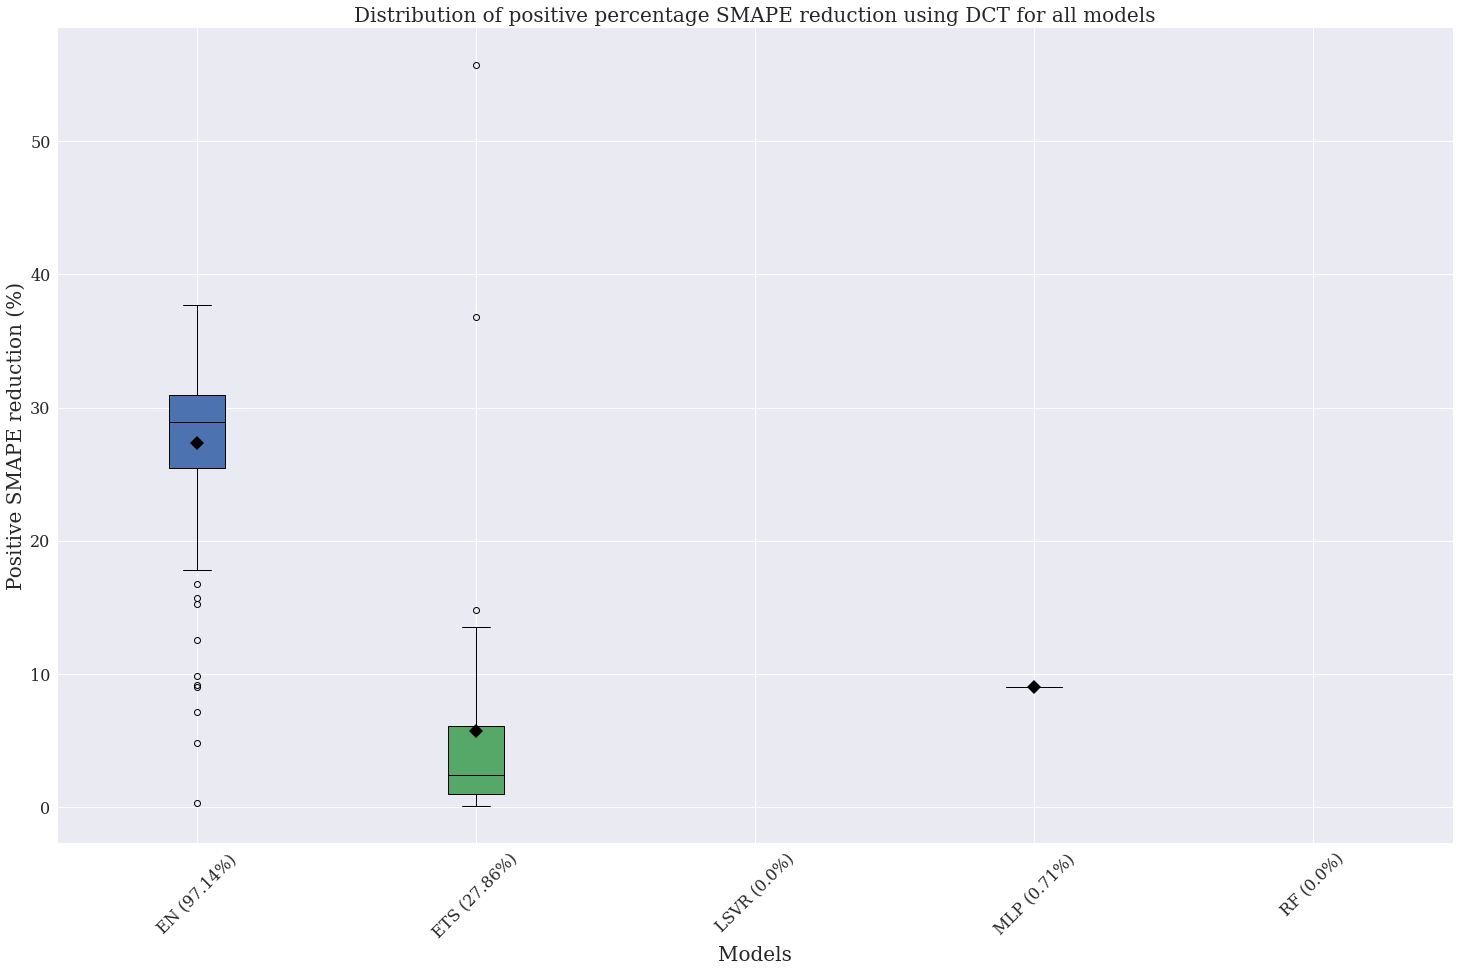 Distribution of positive percentage SMAPE reduction using DCT for all models
Positive SMAPE reduction (%)
50
40
30
20
10
0
EN (97.14%)
ETS (27.86%)
LSVR (0.0%)
MLP (0.71%)
RF (0.0%)
Models